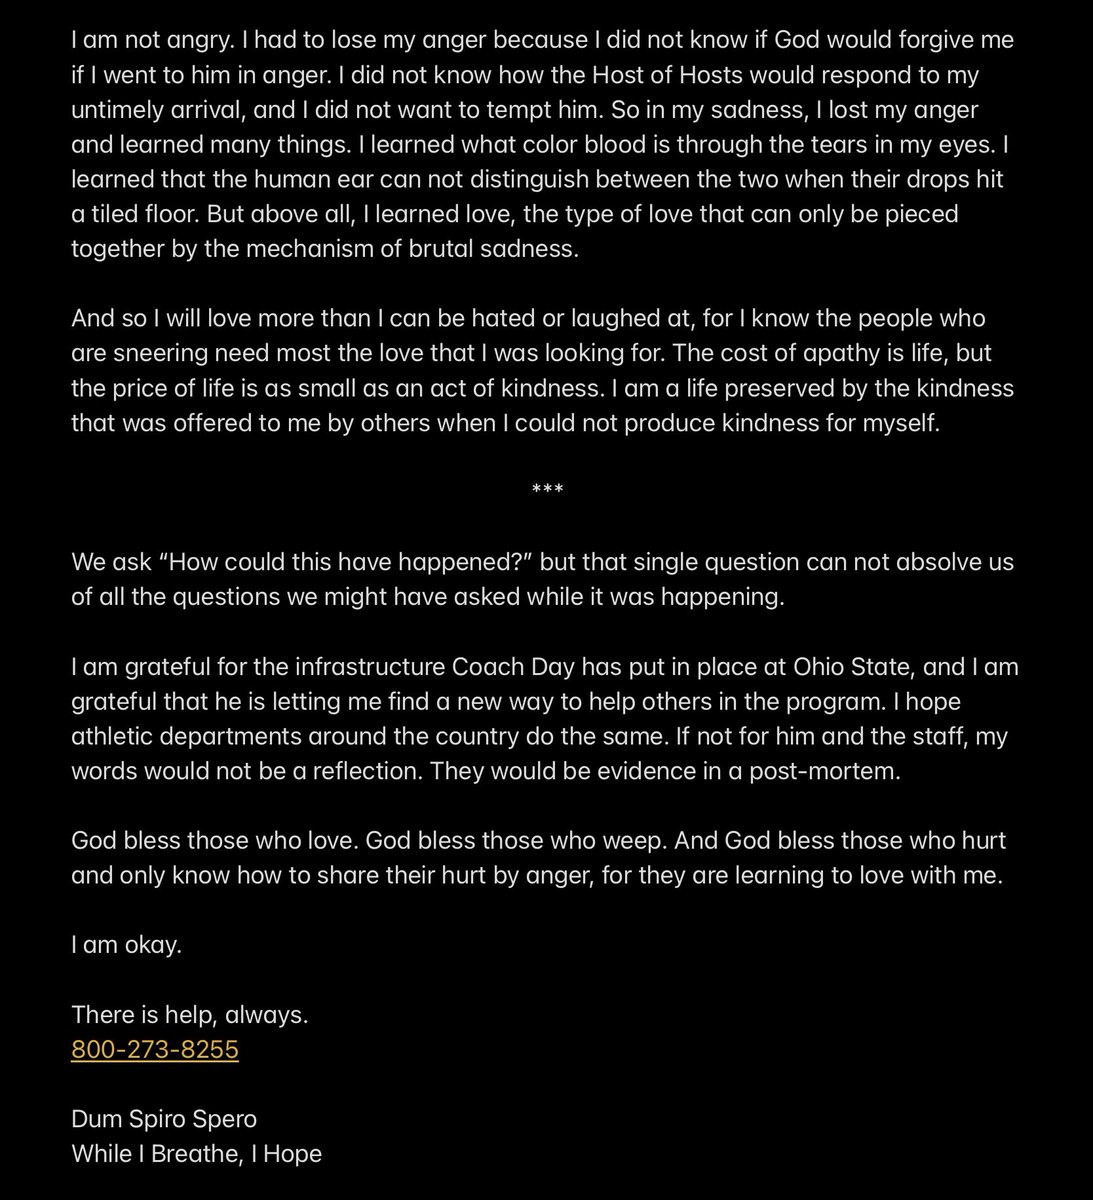 I am not angry. I had to lose my anger because I did not know if God would forgive me
if I went to him in anger. I did not know how the Host of Hosts would respond to my
untimely arrival, and I did not want to tempt him. So in my sadness, I lost my anger
and learned many things. I learned what color blood is through the tears in my eyes. I
learned that the human ear can not distinguish between the two when their drops hit
a tiled floor. But above all, I learned love, the type of love that can only be pieced
together by the mechanism of brutal sadness.
And so I will love more than I can be hated or laughed at, for I know the people who
are sneering need most the love that I was looking for. The cost of apathy is life, but
the price of life is as small as an act of kindness. I am a life preserved by the kindness
that was offered to me by others when I could not produce kindness for myself.
***
We ask “How could this have happened?” but that single question can not absolve us
of all the questions we might have asked while it was happening.
I am grateful for the infrastructure Coach Day has put in place at Ohio State, and I am
grateful that he is letting me find a new way to help others in the program. I hope
athletic departments around the country do the same. If not for him and the staff, my
words would not be a reflection. They would be evidence in a post-mortem.
God bless those who love. God bless those who weep. And God bless those who hurt
and only know how to share their hurt by anger, for they are learning to love with me.
I am okay.
There is help, always.
800-273-8255
Dum Spiro Spero
While I Breathe, I Hope